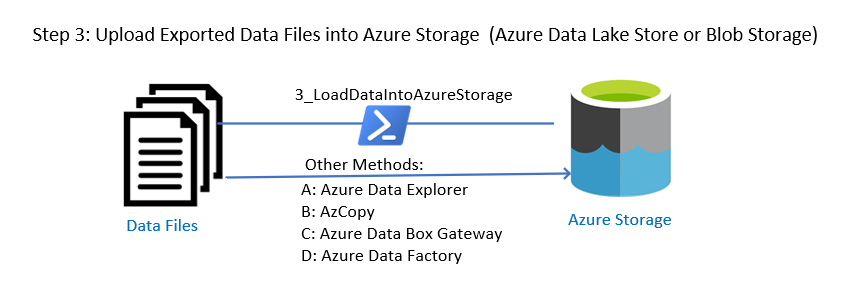 Step 3: Upload Exported Data Files into Azure Storage (Azure Data Lake Store or Blob Storage)
3_LoadDataIntoAzureStorage
Other Methods:
A: Azure Data Explorer
B: AzCopy
C: Azure Data Box Gateway
D: Azure Data Factory
Data Files
Azure Storage